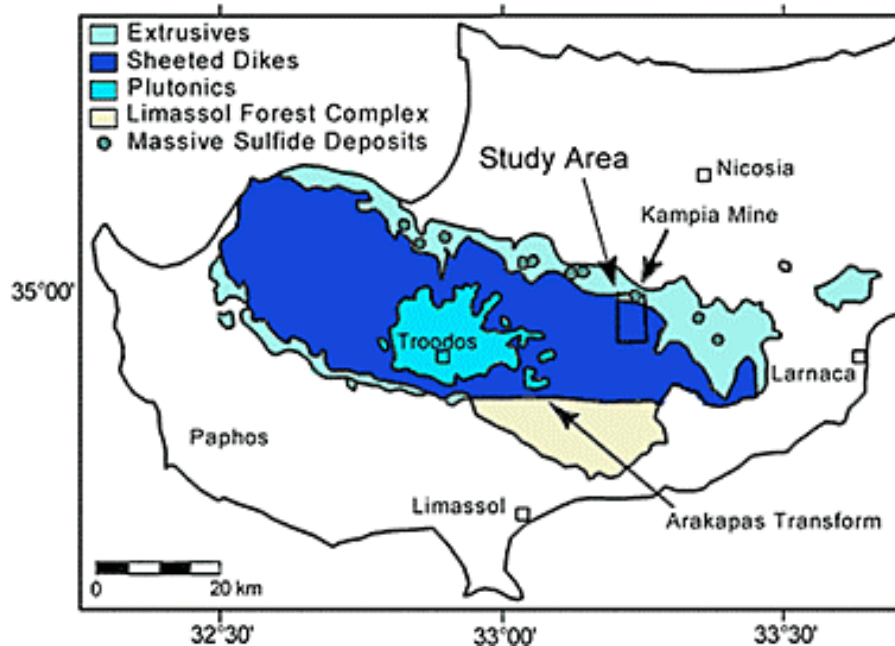 Extrusives
Sheeted Dikes
Plutonics
Limassol Forest Complex
Massive Sulfide Deposits
Study Area
Nicosia
Kampia Mine
35°00'
Troodos
Larnaca
Paphos
Limassol
Arakapas Transform
0 20 km
32°30' 33°00' 33°30'